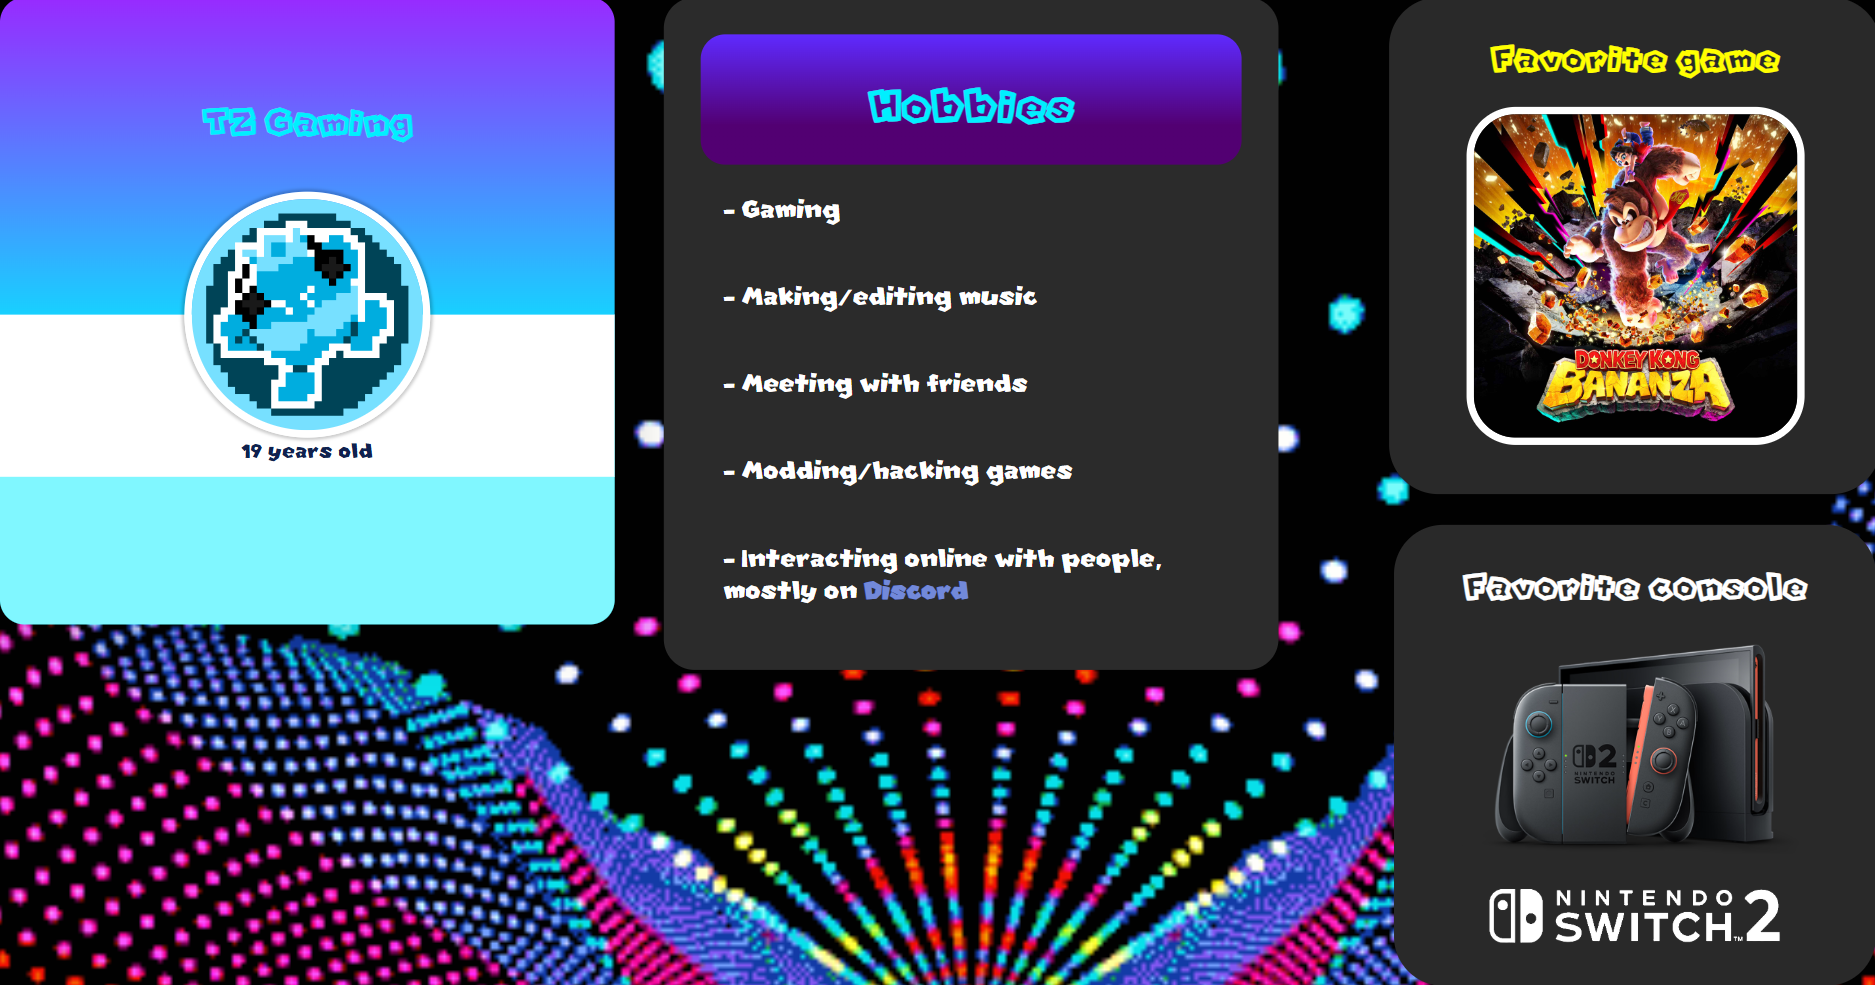 TZ Gaming
19 years old
Hobbies
- Gaming
- Making/editing music
- Meeting with friends
- Modding/hacking games
- Interacting online with people,
mostly on Discord
Favorite game
DONKEY KONG
BANANZA
Favorite console
2
NINTENDO
SWITCH
NINTENDO
SWITCH™ 2